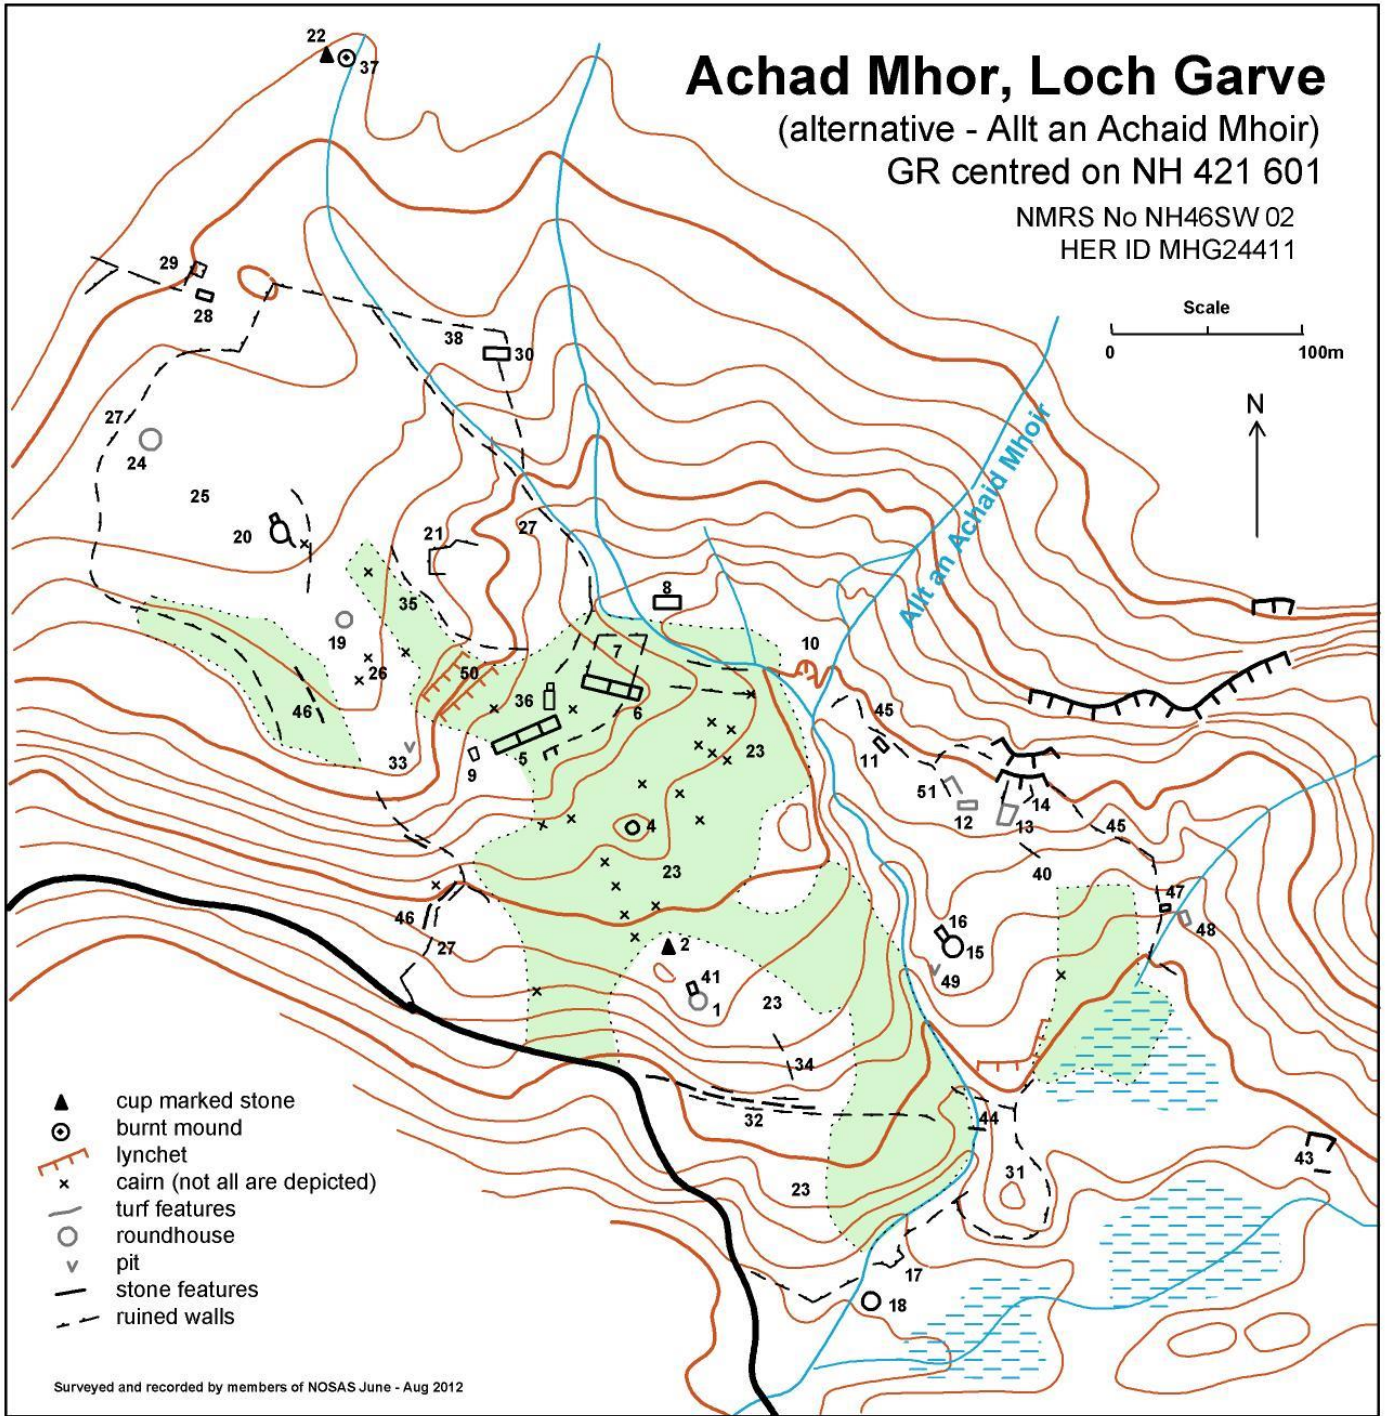 Achad Mhor, Loch Garve
(alternative - Allt an Achaid Mhoir)
GR centred on NH 421 601
NMRS No NH46SW 02
HER ID MHG24411
Scale
0 100m
N
Allt an Achaid Mhoir
22
37
29
28
38
30
27
24
25
20
21
27
35
8
19
26
50
7
10
46
36
6
45
33
9
5
23
11
51
12
13
14
45
4
40
23
47
46
27
2
16
15
48
41
49
1
23
34
32
44
31
43
23
17
18
cup marked stone
burnt mound
lynchet
cairn (not all are depicted)
turf features
roundhouse
pit
stone features
ruined walls
Surveyed and recorded by members of NOSAS June - Aug 2012